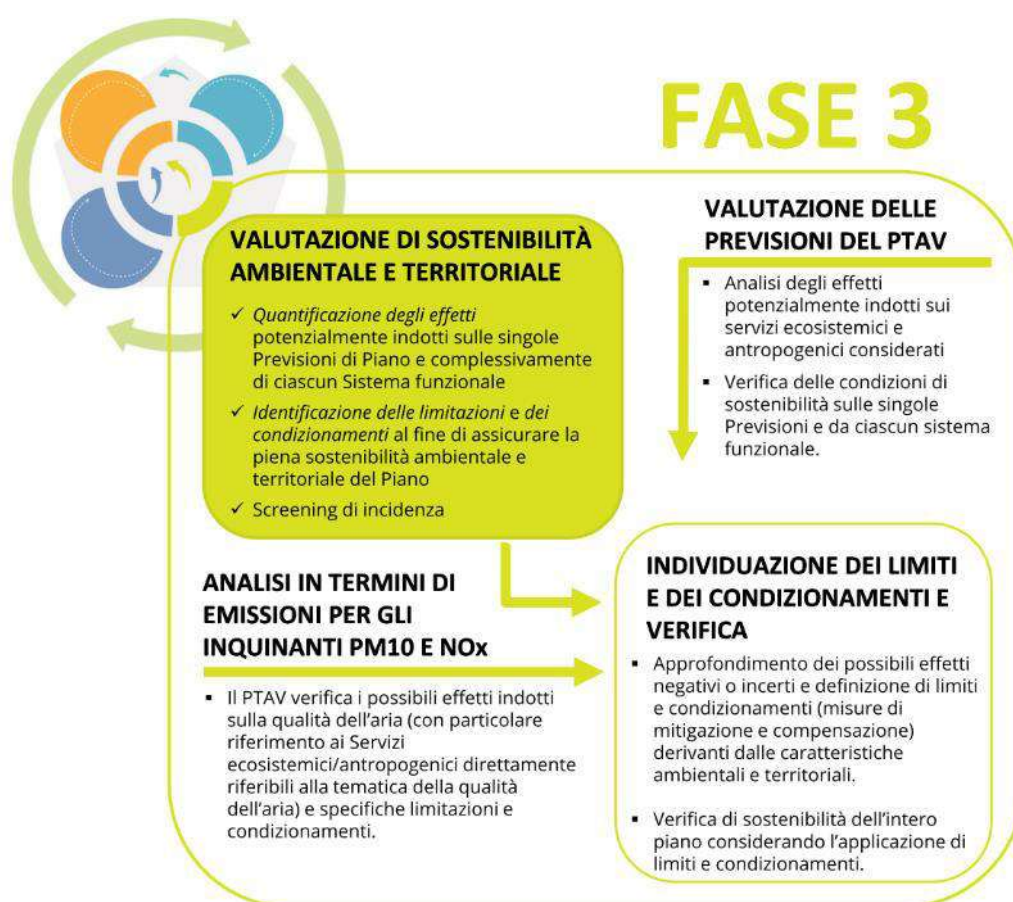 FASE 3
VALUTAZIONE DI SOSTENIBILITÀ
AMBIENTALE E TERRITORIALE
✓ Quantificazione degli effetti
potenzialmente indotti sulle singole
Previsioni di Piano e complessivamente
di ciascun Sistema funzionale
✓ Identificazione delle limitazioni e dei
condizionamenti al fine di assicurare la
piena sostenibilità ambientale e
territoriale del Piano
✓ Screening di incidenza
VALUTAZIONE DELLE
PREVISIONI DEL PTAV
▪ Analisi degli effetti
potenzialmente indotti sui
servizi ecosistemici e
antropogenici considerati
▪ Verifica delle condizioni di
sostenibilità sulle singole
Previsioni e da ciascun sistema
funzionale.
ANALISI IN TERMINI DI
EMISSIONI PER GLI
INQUINANTI PM10 E NOx
▪ Il PTAV verifica i possibili effetti indotti
sulla qualità dell'aria (con particolare
riferimento ai Servizi
ecosistemici/antropogenici direttamente
riferibili alla tematica della qualità
dell'aria) e specifiche limitazioni e
condizionamenti.
INDIVIDUAZIONE DEI LIMITI
E DEI CONDIZIONAMENTI E
VERIFICA
▪ Approfondimento dei possibili effetti
negativi o incerti e definizione di limiti
e condizionamenti (misure di
mitigazione e compensazione)
derivanti dalle caratteristiche
ambientali e territoriali.
▪ Verifica di sostenibilità dell'intero
piano considerando l'applicazione di
limiti e condizionamenti.